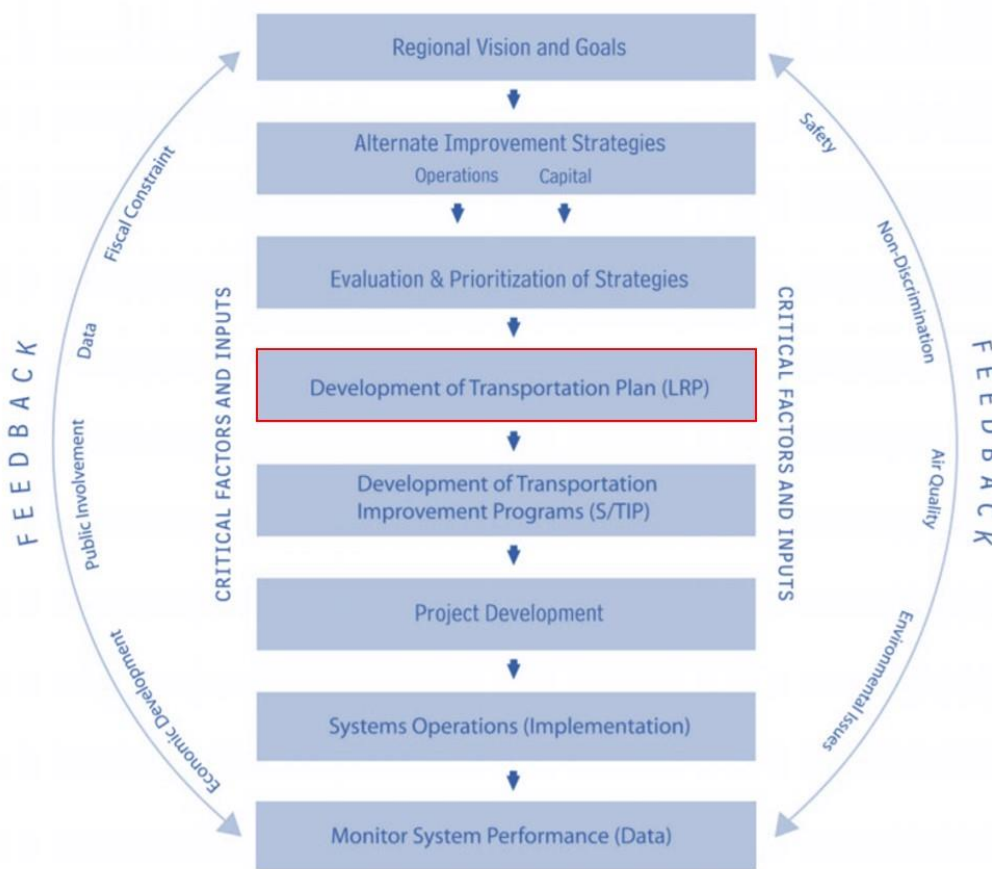 Regional Vision and Goals
Alternate Improvement Strategies
Operations Capital
Evaluation & Prioritization of Strategies
Development of Transportation Plan (LRP)
Development of Transportation
Improvement Programs (S/TIP)
Project Development
Systems Operations (Implementation)
Monitor System Performance (Data)
FEEDBACK
Fiscal Constraint
Data
Public Involvement
Economic Development
CRITICAL FACTORS AND INPUTS
CRITICAL FACTORS AND INPUTS
Safety
Non-Discrimination
Air Quality
Environmental Issues
FEEDBACK